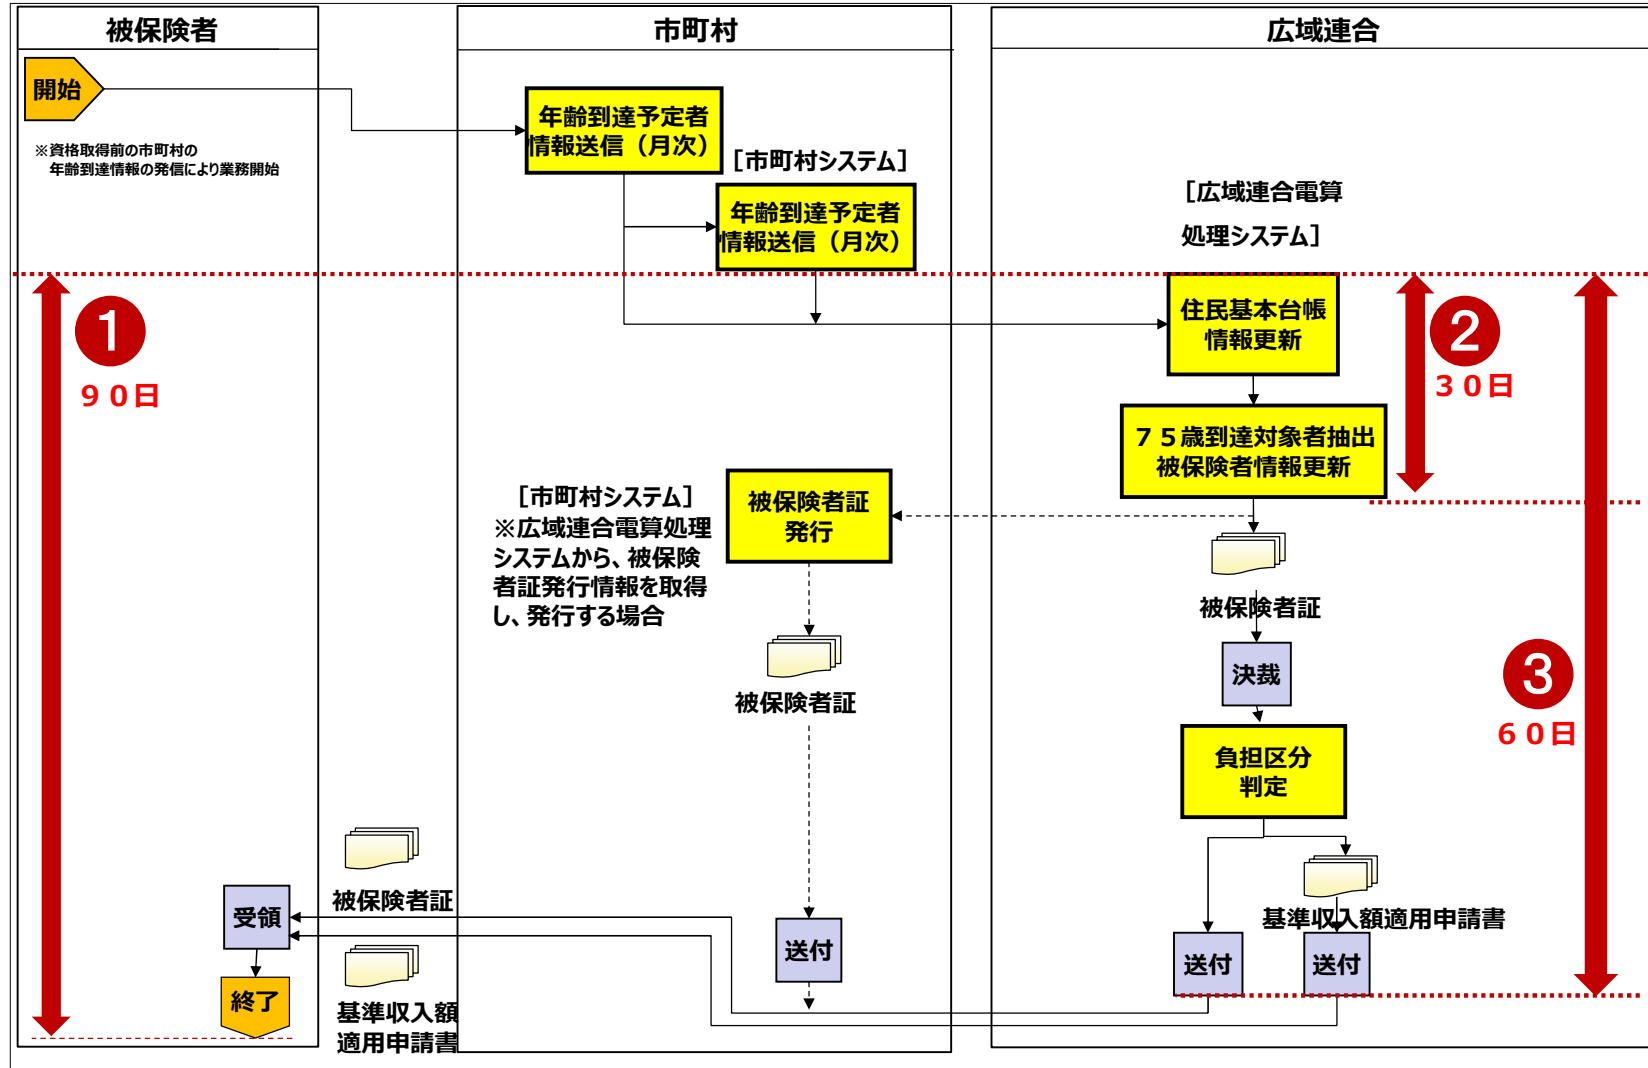 被保険者
市町村
広域連合
開始
※資格取得前の市町村の
年齢到達情報の発信により業務開始
年齢到達予定者
情報送信（月次）
［市町村システム］
年齢到達予定者
情報送信（月次）
［広域連合電算
処理システム］
1
９０日
住民基本台帳
情報更新
2
３０日
７５歳到達対象者抽出
被保険者情報更新
［市町村システム］
※広域連合電算処理
システムから、被保険
者証発行情報を取得
し、発行する場合
被保険者証
発行
被保険者証
決裁
被保険者証
3
６０日
負担区分
判定
被保険者証
受領
基準収入額適用申請書
送付
送付
送付
終了
基準収入額
適用申請書